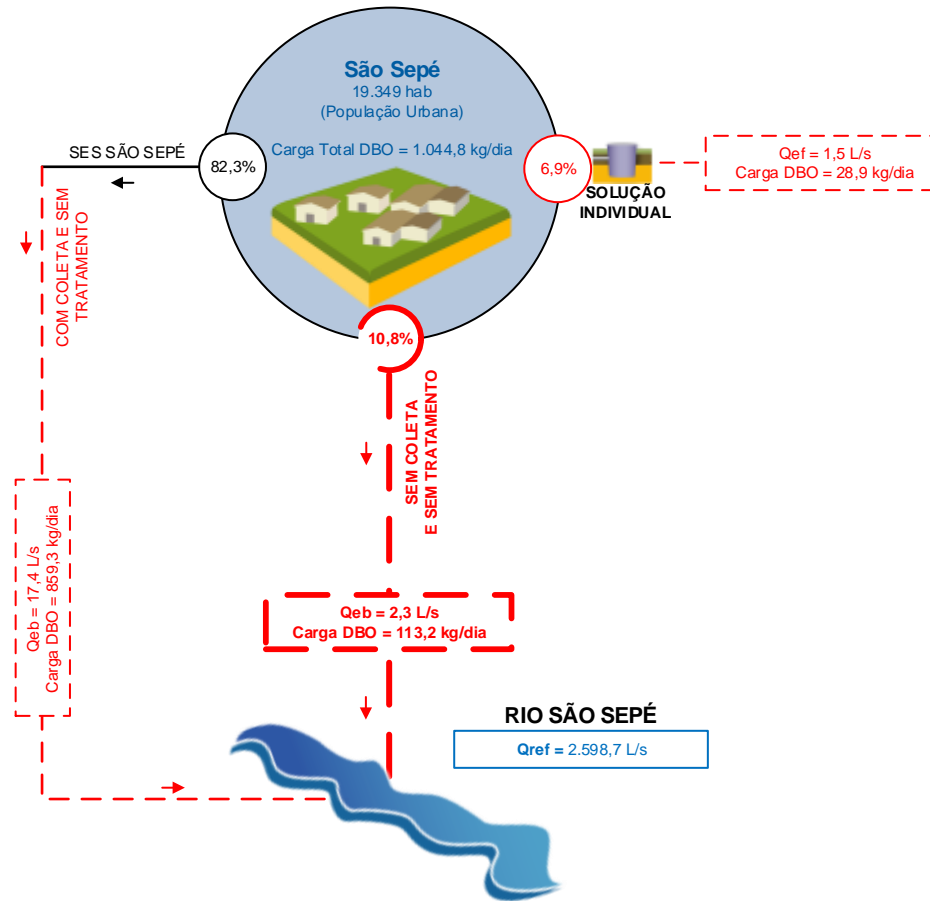 São Sepé
19.349 hab
(População Urbana)
Carga Total DBO = 1.044,8 kg/dia
SES SÃO SEPÉ
82,3%
6,9%
SOLUÇÃO
INDIVIDUAL
Qef = 1,5 L/s
Carga DBO = 28,9 kg/dia
COM COLETA E SEM
TRATAMENTO
10,8%
SEM COLETA
E SEM TRATAMENTO
Qeb = 17,4 L/s
Carga DBO = 859,3 kg/dia
Qeb = 2,3 L/s
Carga DBO = 113,2 kg/dia
RIO SÃO SEPÉ
Qref = 2.598,7 L/s